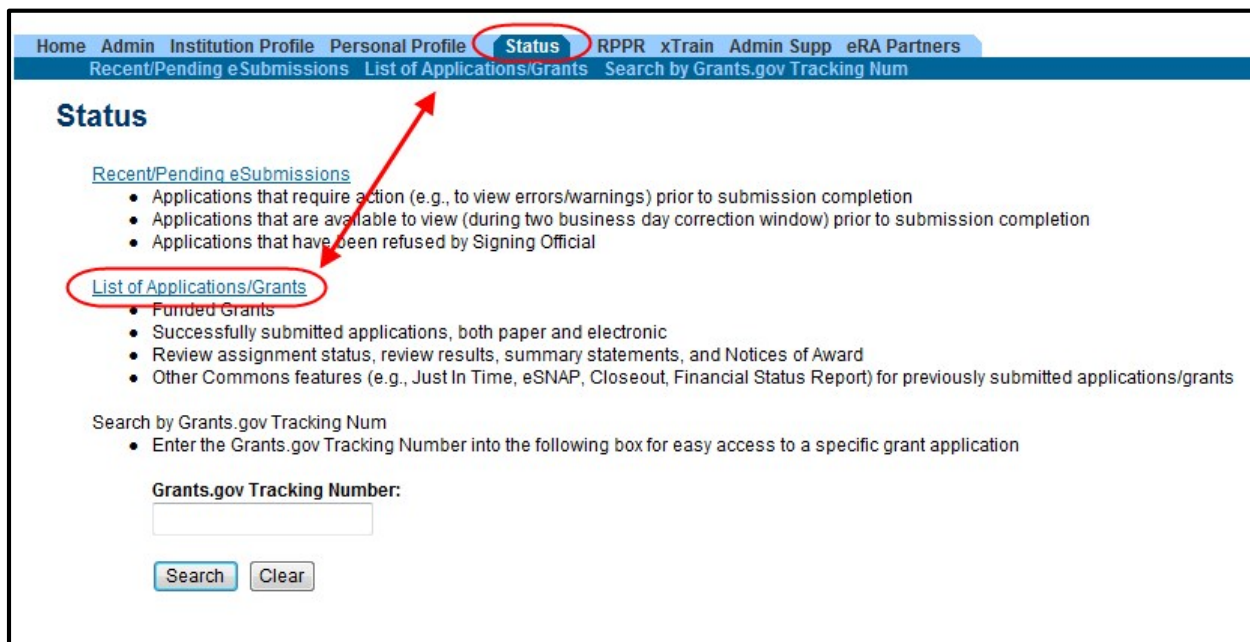 Home Admin Institution Profile Personal Profile Status RPPR xTrain Admin Supp eRA Partners
Recent/Pending eSubmissions List of Applications/Grants Search by Grants.gov Tracking Num
Status
Recent/Pending eSubmissions
• Applications that require action (e.g., to view errors/warnings) prior to submission completion
• Applications that are available to view (during two business day correction window) prior to submission completion
• Applications that have been refused by Signing Official
List of Applications/Grants
• Funded Grants
• Successfully submitted applications, both paper and electronic
• Review assignment status, review results, summary statements, and Notices of Award
• Other Commons features (e.g., Just In Time, eSNAP, Closeout, Financial Status Report) for previously submitted applications/grants
Search by Grants.gov Tracking Num
• Enter the Grants.gov Tracking Number into the following box for easy access to a specific grant application
Grants.gov Tracking Number:
Search Clear